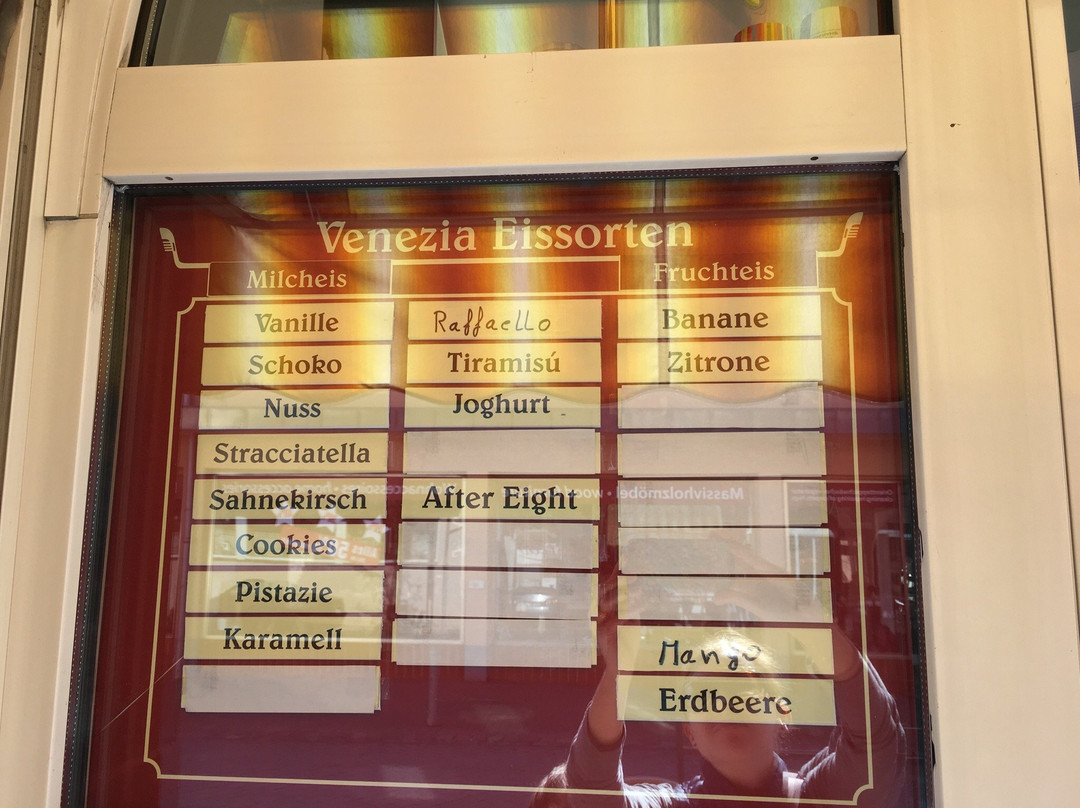 Venezia Eissorten
Milcheis
Vanille
Schoko
Nuss
Stracciatella
Sahnekirsch
Cookies
Pistazie
Karamell
Raffaello
Tiramisú
Joghurt
After Eight
Fruchteis
Banane
Zitrone
Mango
Erdbeere
Massivholzmöbel